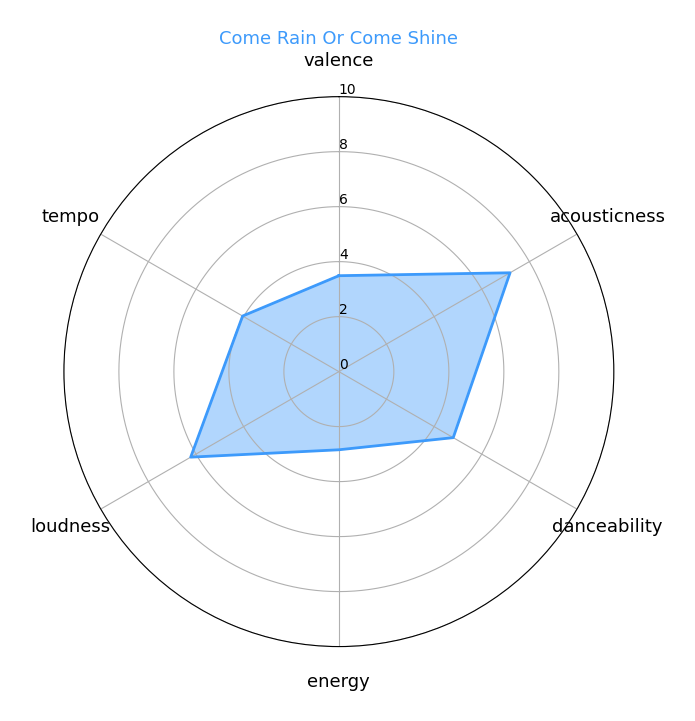 Come Rain Or Come Shine
valence
10
8
6
4
2
0
tempo
acousticness
loudness
danceability
energy